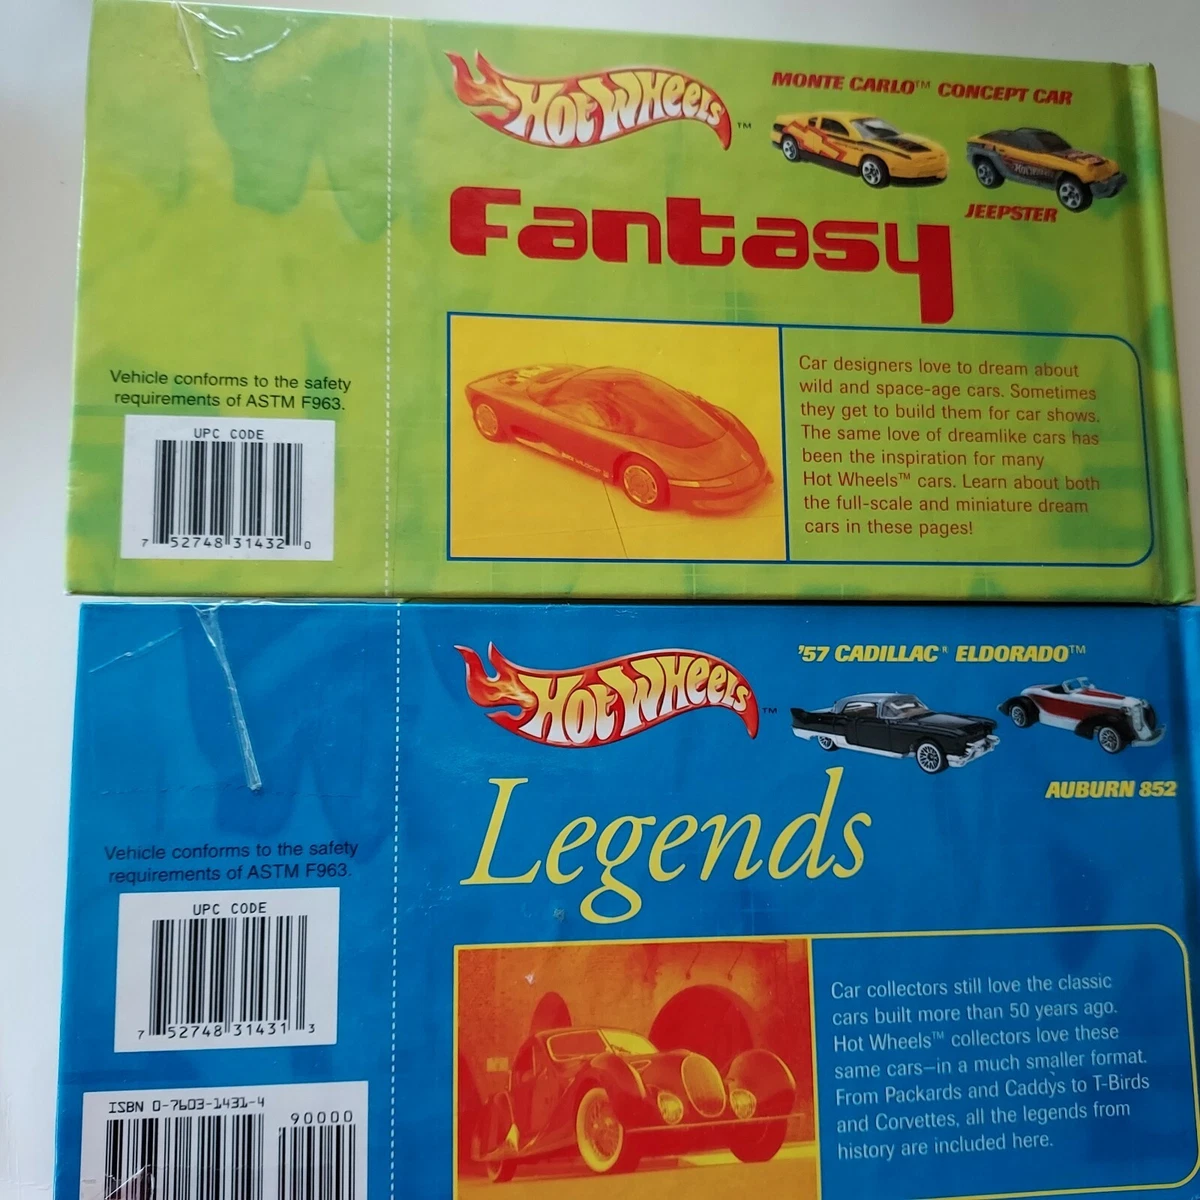 Hot Wheels™
MONTE CARLO™ CONCEPT CAR
JEEPSTER
Fantasy
Car designers love to dream about
wild and space-age cars. Sometimes
they get to build them for car shows.
The same love of dreamlike cars has
been the inspiration for many
Hot Wheels™ cars. Learn about both
the full-scale and miniature dream
cars in these pages!
Vehicle conforms to the safety
requirements of ASTM F963.
UPC CODE
7 52748 31432 0
Hot Wheels™
'57 CADILLAC® ELDORADO™
AUBURN 852
Legends
Car collectors still love the classic
cars built more than 50 years ago.
Hot Wheels™ collectors love these
same cars—in a much smaller format.
From Packards and Caddys to T-Birds
and Corvettes, all the legends from
history are included here.
Vehicle conforms to the safety
requirements of ASTM F963.
UPC CODE
7 52748 31431 3
ISBN 0-7603-1431-4
90000